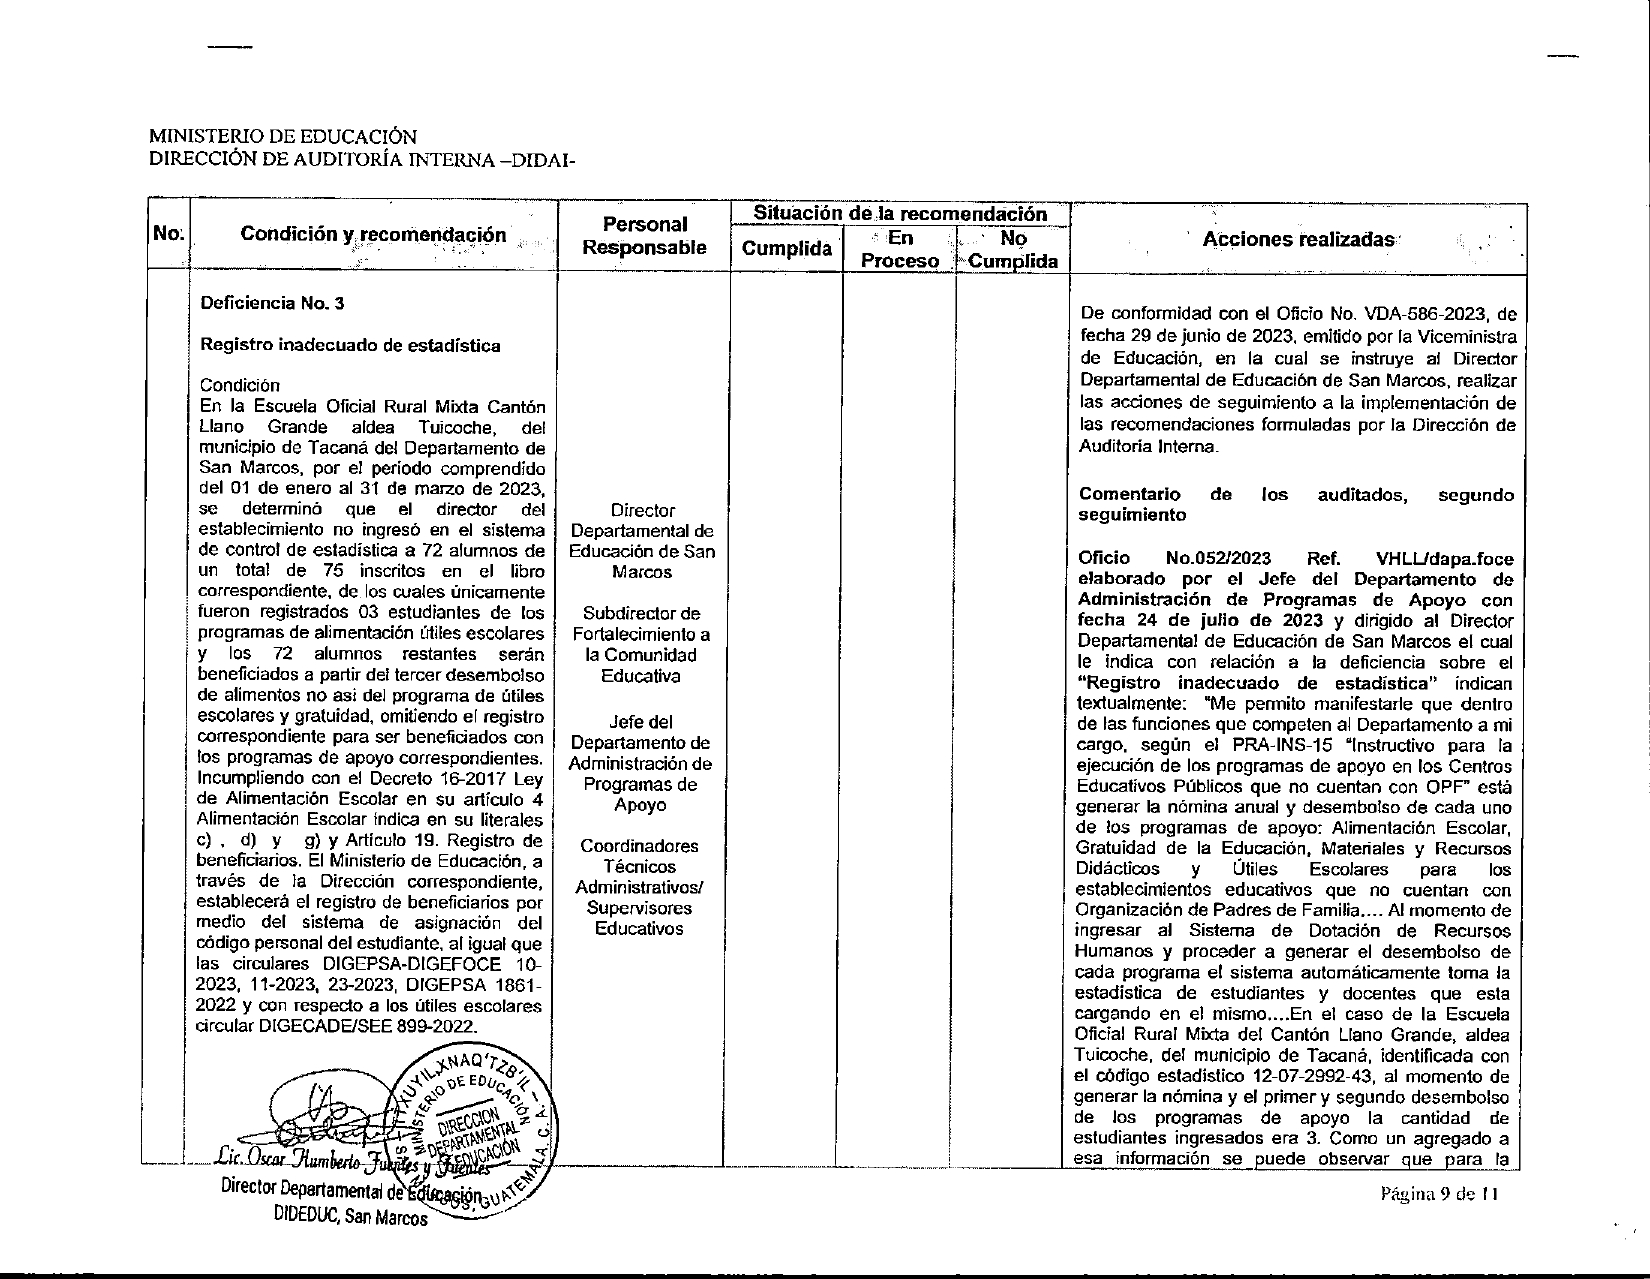 MINISTERIO DE EDUCACIÓN
DIRECCIÓN DE AUDITORÍA INTERNA –DIDAI-
No.
Condición y recomendación
Personal
Responsable
Situación de la recomendación
Cumplida
En
Proceso
No
Cumplida
Acciones realizadas
Deficiencia No. 3
Registro inadecuado de estadística
Condición
En la Escuela Oficial Rural Mixta Cantón
Llano Grande aldea Tuicoche, del
municipio de Tacaná del Departamento de
San Marcos, por el periodo comprendido
del 01 de enero al 31 de marzo de 2023,
se determinó que el director del
establecimiento no ingresó en el sistema
de control de estadística a 72 alumnos de
un total de 75 inscritos en el libro
correspondiente, de los cuales únicamente
fueron registrados 03 estudiantes de los
programas de alimentación útiles escolares
y los 72 alumnos restantes serán
beneficiados a partir del tercer desembolso
de alimentos no asi del programa de útiles
escolares y gratuidad, omitiendo el registro
correspondiente para ser beneficiados con
los programas de apoyo correspondientes.
Incumpliendo con el Decreto 16-2017 Ley
de Alimentación Escolar en su artículo 4
Alimentación Escolar indica en su literales
c) , d) y g) y Artículo 19. Registro de
beneficiarios. El Ministerio de Educación, a
través de la Dirección correspondiente,
establecerá el registro de beneficiarios por
medio del sistema de asignación del
código personal del estudiante, al igual que
las circulares DIGEPSA-DIGEFOCE 10-
2023, 11-2023, 23-2023, DIGEPSA 1861-
2022 y con respecto a los útiles escolares
circular DIGECADE/SEE 899-2022.
Director
Departamental de
Educación de San
Marcos
Subdirector de
Fortalecimiento a
la Comunidad
Educativa
Jefe del
Departamento de
Administración de
Programas de
Apoyo
Coordinadores
Técnicos
Administrativos/
Supervisores
Educativos
De conformidad con el Oficio No. VDA-586-2023, de
fecha 29 de junio de 2023, emitido por la Viceministra
de Educación, en la cual se instruye al Director
Departamental de Educación de San Marcos, realizar
las acciones de seguimiento a la implementación de
las recomendaciones formuladas por la Dirección de
Auditoría Interna.
Comentario de los auditados, segundo
seguimiento
Oficio No.052/2023 Ref. VHLL/dapa.foce
elaborado por el Jefe del Departamento de
Administración de Programas de Apoyo con
fecha 24 de julio de 2023 y dirigido al Director
Departamental de Educación de San Marcos el cual
le indica con relación a la deficiencia sobre el
“Registro inadecuado de estadística” indican
textualmente: “Me permito manifestarle que dentro
de las funciones que competen al Departamento a mi
cargo, según el PRA-INS-15 “Instructivo para la
ejecución de los programas de apoyo en los Centros
Educativos Públicos que no cuentan con OPF” está
generar la nómina anual y desembolso de cada uno
de los programas de apoyo: Alimentación Escolar,
Gratuidad de la Educación, Materiales y Recursos
Didácticos y Útiles Escolares para los
establecimientos educativos que no cuentan con
Organización de Padres de Familia.... Al momento de
ingresar al Sistema de Dotación de Recursos
Humanos y proceder a generar el desembolso de
cada programa el sistema automáticamente toma la
estadística de estudiantes y docentes que esta
cargando en el mismo....En el caso de la Escuela
Oficial Rural Mixta del Cantón Llano Grande, aldea
Tuicoche, del municipio de Tacaná, identificada con
el código estadístico 12-07-2992-43, al momento de
generar la nómina y el primer y segundo desembolso
de los programas de apoyo la cantidad de
estudiantes ingresados era 3. Como un agregado a
esa información se puede observar que para la
MINISTERIO DE EDUCACIÓN
DIRECCION
DEPARTAMENTAL
EDUCACIÓN
GUATEMALA, C. A.
Lic. Oscar Humberto Fuentes y Fuentes
Director Departamental de Educación
DIDEDUC, San Marcos
Página 9 de 11